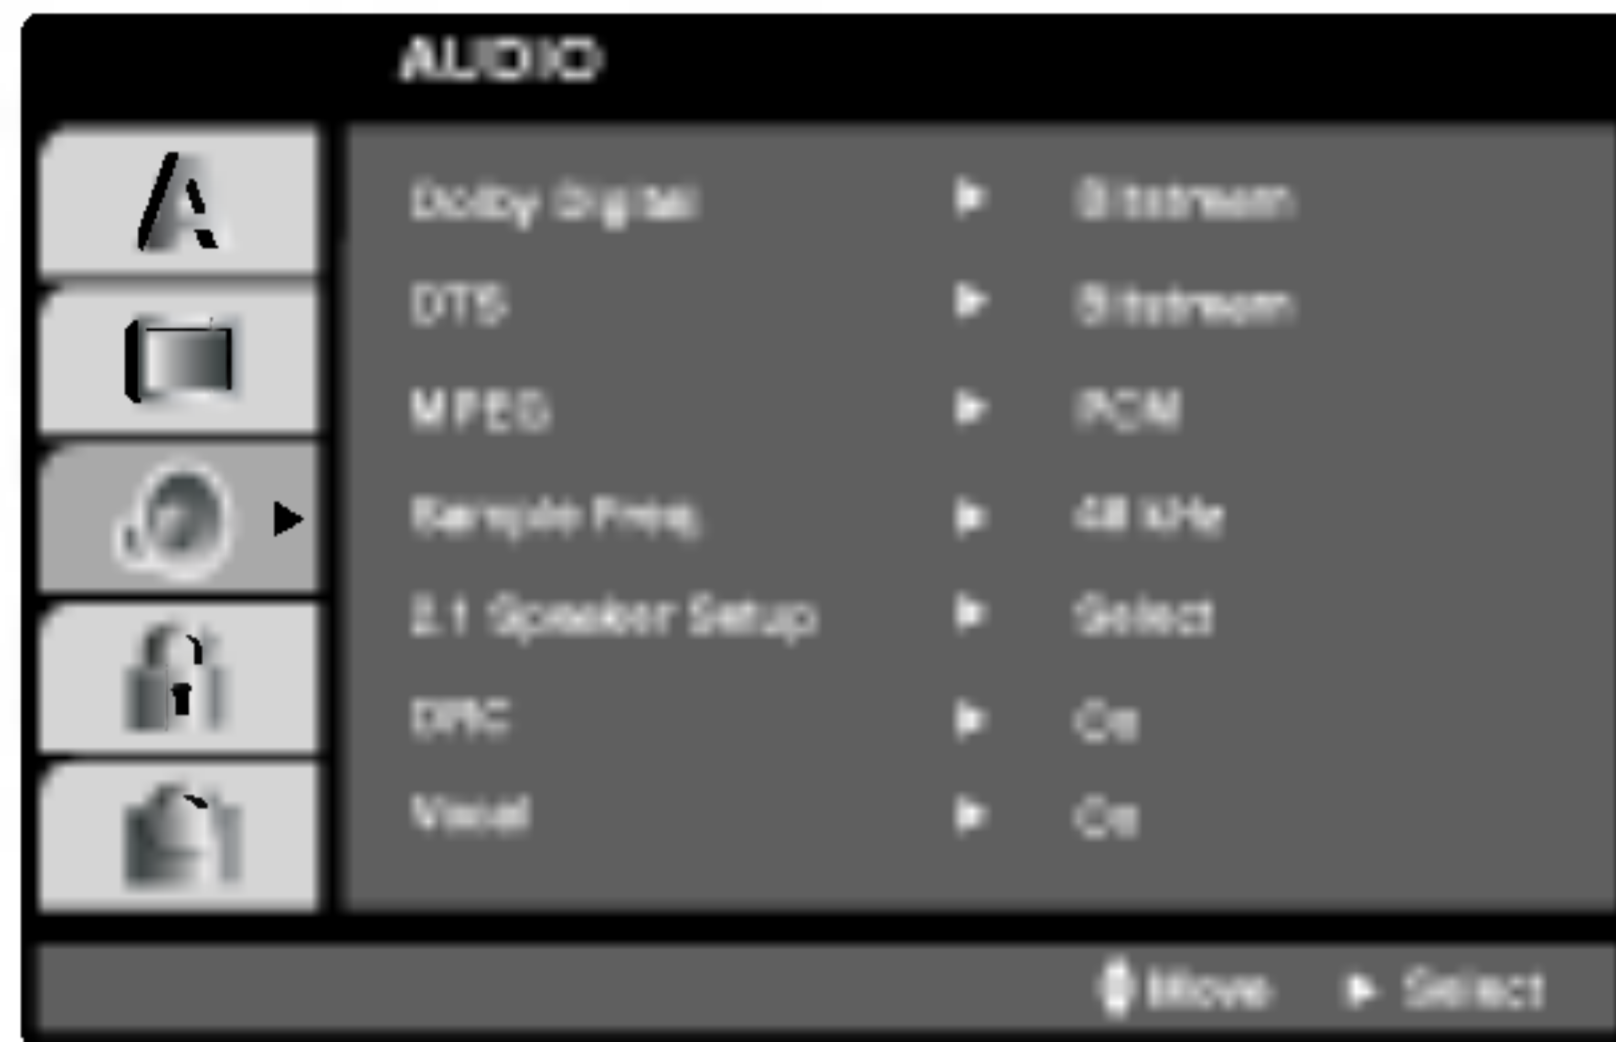 AUDIO
Dolby Digital ▶ Bitstream
DTS ▶ Bitstream
MPEG ▶ PCM
Sample Freq. ▶ 48 kHz
2.1 Speaker Setup ▶ Select
DRC ▶ On
Vocal ▶ On
Move ▶ Select